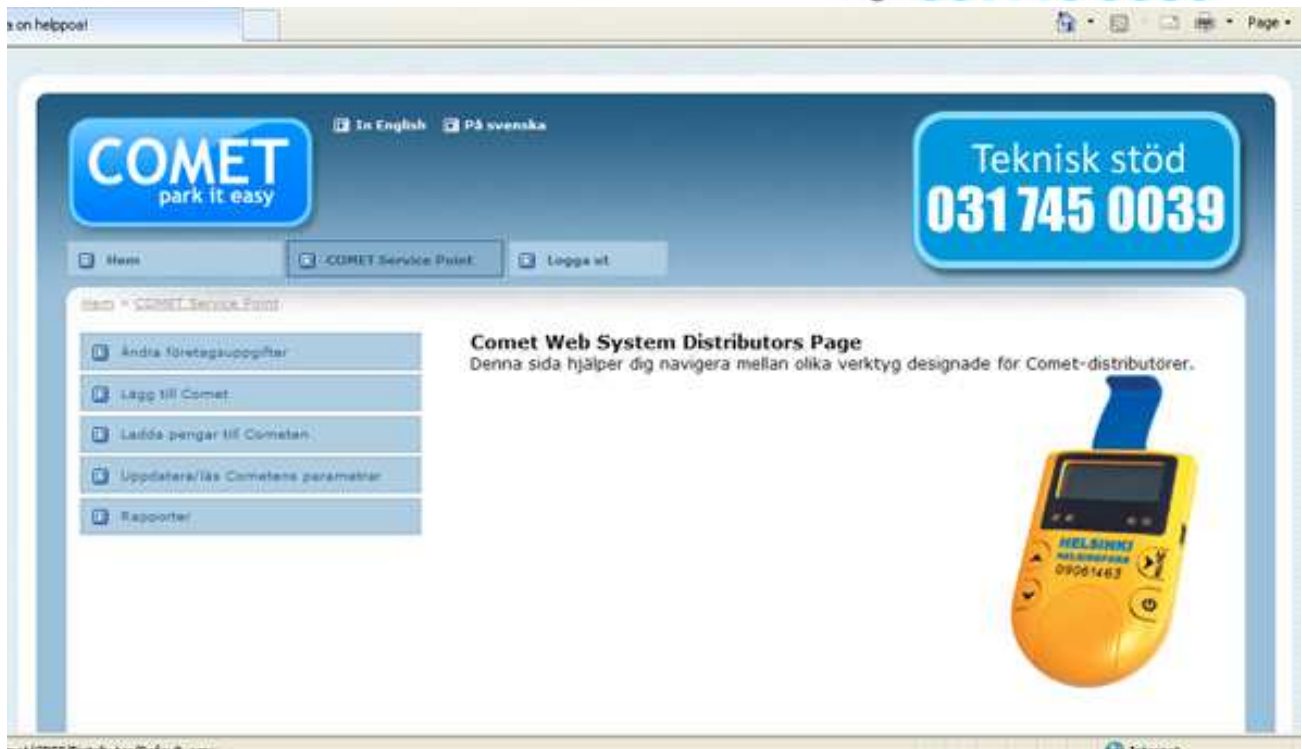 a on helppoa!
Page
In English
På svenska
COMET
park it easy
Teknisk stöd
031 745 0039
Hem
COMET Service Point
Logga ut
Hem > COMET Service Point
Ändra företagsuppgifter
Lägg till Comet
Ladda pengar till Cometen
Uppdatera/läs Cometens parametrar
Rapporter
Comet Web System Distributors Page
Denna sida hjälper dig navigera mellan olika verktyg designade för Comet-distributörer.
HELSINKI
HELSINGFORS
09061463